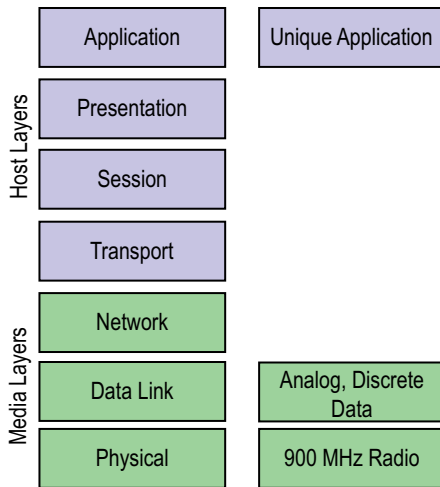 Application
Unique Application
Host Layers
Presentation
Session
Transport
Media Layers
Network
Data Link
Analog, Discrete
Data
Physical
900 MHz Radio